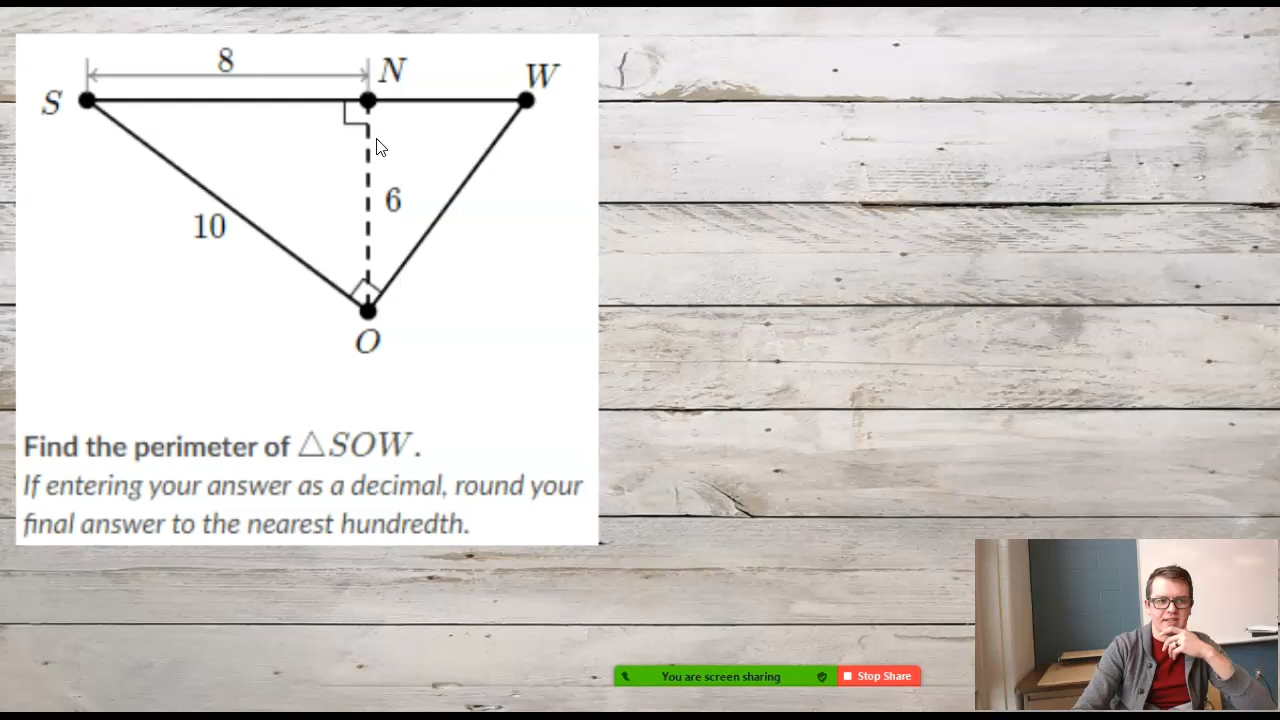 8
N
W
S
6
10
O
Find the perimeter of △SOW.
If entering your answer as a decimal, round your
final answer to the nearest hundredth.
You are screen sharing
Stop Share